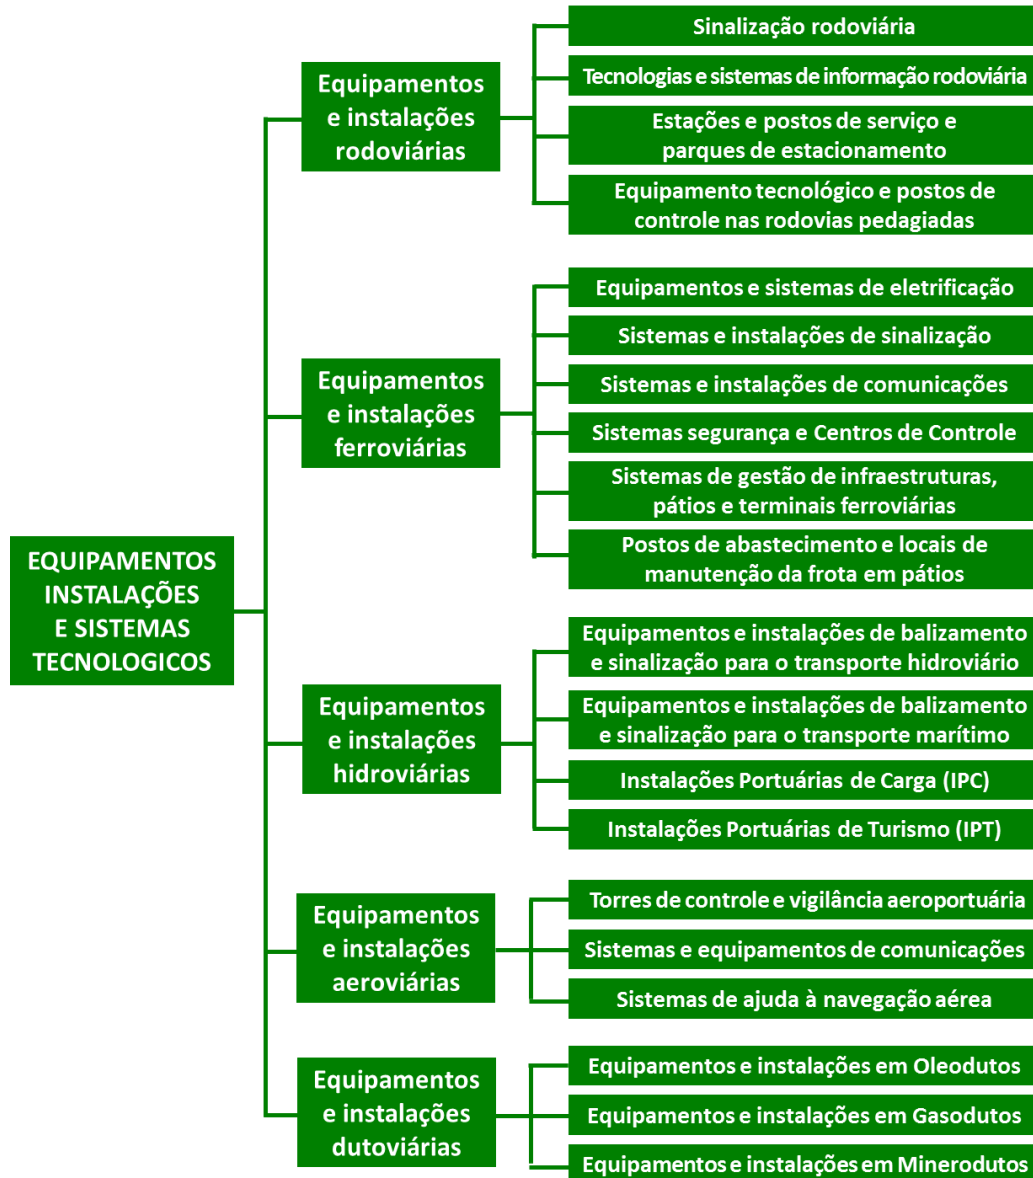 EQUIPAMENTOS
INSTALAÇÕES
E SISTEMAS
TECNOLOGICOS
Equipamentos
e instalações
rodoviárias
Sinalização rodoviária
Tecnologias e sistemas de informação rodoviária
Estações e postos de serviço e
parques de estacionamento
Equipamento tecnológico e postos de
controle nas rodovias pedagiadas
Equipamentos
e instalações
ferroviárias
Equipamentos e sistemas de eletrificação
Sistemas e instalações de sinalização
Sistemas e instalações de comunicações
Sistemas segurança e Centros de Controle
Sistemas de gestão de infraestruturas,
pátios e terminais ferroviárias
Postos de abastecimento e locais de
manutenção da frota em pátios
Equipamentos
e instalações
hidroviárias
Equipamentos e instalações de balizamento
e sinalização para o transporte hidroviário
Equipamentos e instalações de balizamento
e sinalização para o transporte marítimo
Instalações Portuárias de Carga (IPC)
Instalações Portuárias de Turismo (IPT)
Equipamentos
e instalações
aeroviárias
Torres de controle e vigilância aeroportuária
Sistemas e equipamentos de comunicações
Sistemas de ajuda à navegação aérea
Equipamentos
e instalações
dutoviárias
Equipamentos e instalações em Oleodutos
Equipamentos e instalações em Gasodutos
Equipamentos e instalações em Minerodutos